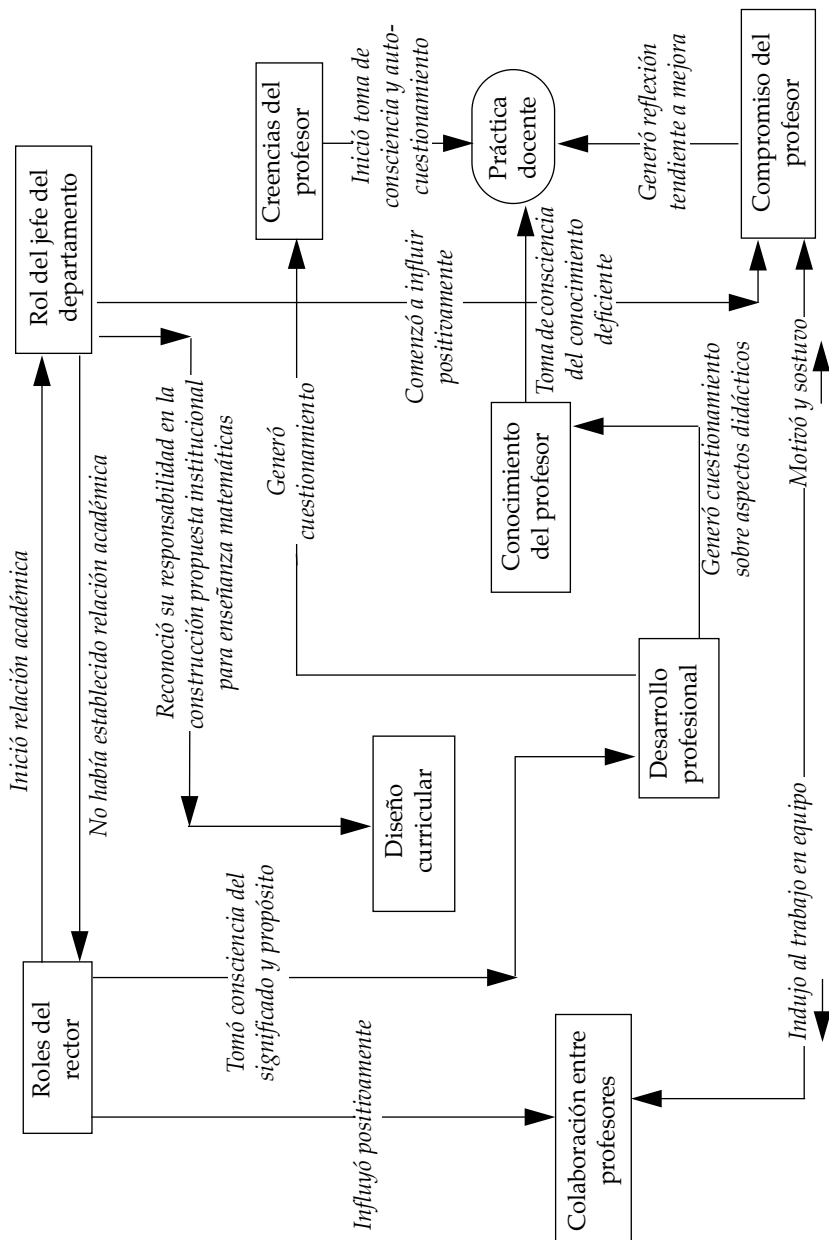 Inició relación académica
Roles del
rector
Rol del jefe del
departamento
No había establecido relación académica
Reconoció su responsabilidad en la
construcción propuesta institucional
para enseñanza matemáticas
Tomó consciencia del
significado y propósito
Influyó positivamente
Generó
cuestionamiento
Creencias del
profesor
Inició toma de
consciencia y auto-
cuestionamiento
Comenzó a influir
positivamente
Diseño
curricular
Práctica
docente
Conocimiento
del profesor
Toma de consciencia
del conocimiento
deficiente
Generó reflexión
tendiente a mejora
Desarrollo
profesional
Generó cuestionamiento
sobre aspectos didácticos
Colaboración entre
profesores
Compromiso del
profesor
Indujo al trabajo en equipo
Motivó y sostuvo